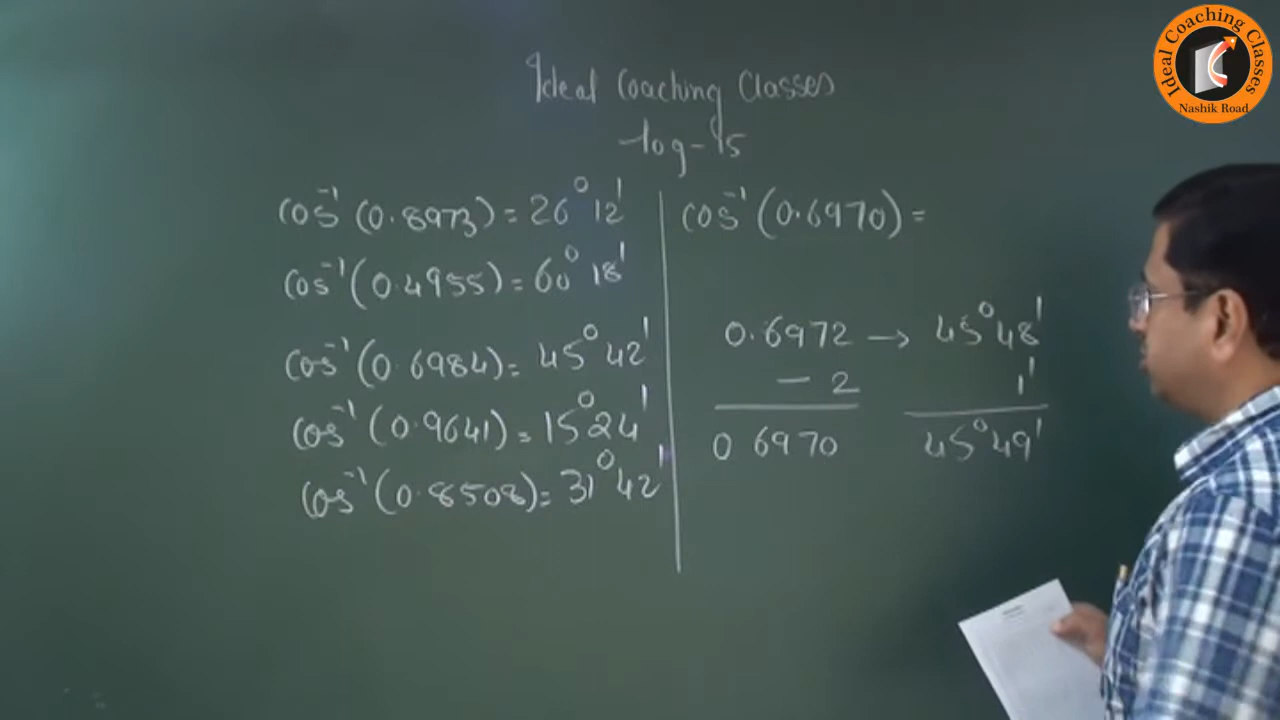 Ideal Coaching Classes
Nashik Road
Ideal Coaching Classes
log-15
cos⁻¹(0.8973) = 26° 12'
cos⁻¹(0.4955) = 60° 18'
cos⁻¹(0.6984) = 45° 42'
cos⁻¹(0.9641) = 15° 24'
cos⁻¹(0.8508) = 31° 42'
cos⁻¹(0.6970) =
0.6972 → 45° 48'
– 2 1'
0 6970 45° 49'